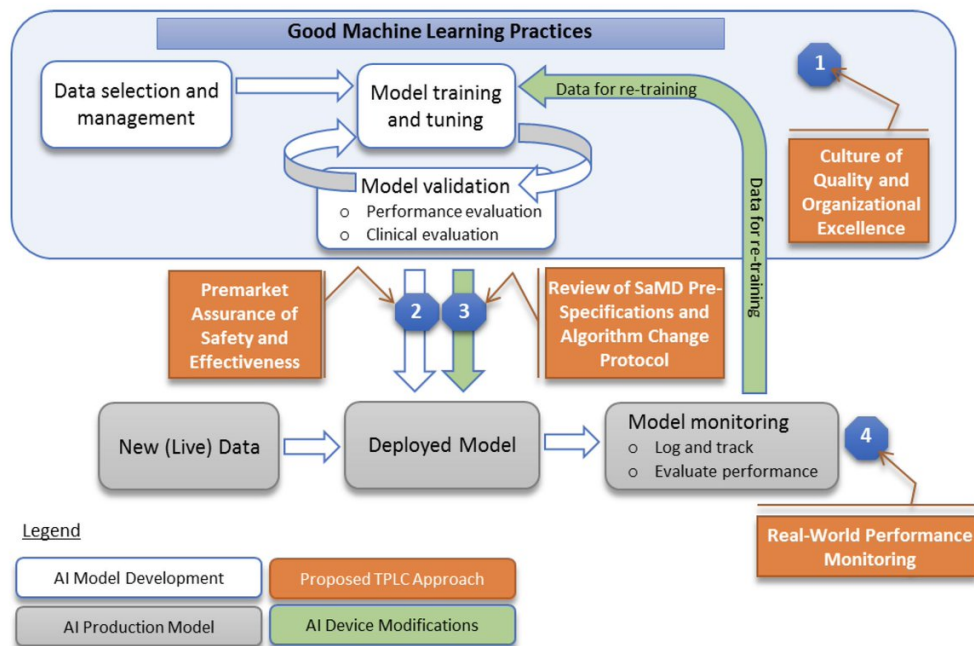 Good Machine Learning Practices
Data selection and
management
Model training
and tuning
Data for re-training
1
Culture of
Quality and
Organizational
Excellence
Model validation
o Performance evaluation
o Clinical evaluation
Data for re-training
Premarket
Assurance of
Safety and
Effectiveness
2
3
Review of SaMD Pre-
Specifications and
Algorithm Change
Protocol
New (Live) Data
Deployed Model
Model monitoring
o Log and track
o Evaluate performance
4
Real-World Performance
Monitoring
Legend
AI Model Development
Proposed TPLC Approach
AI Production Model
AI Device Modifications